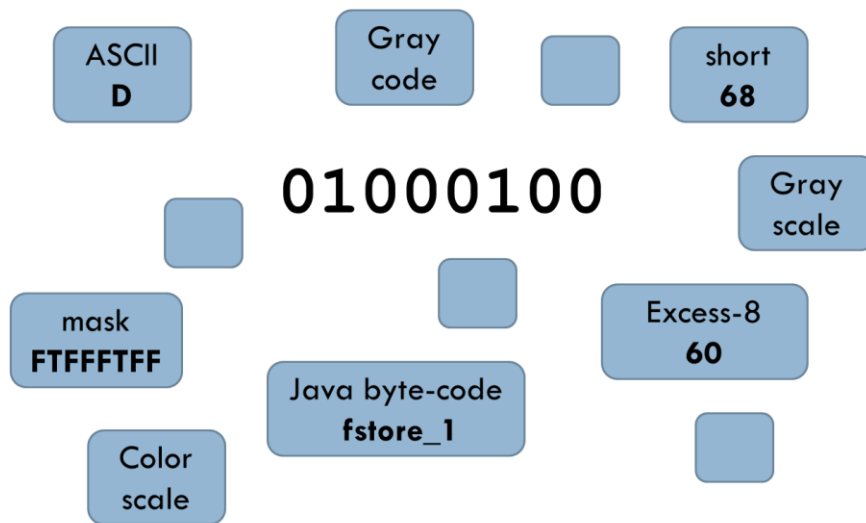 ASCII
D
Gray
code
short
68
01000100
Gray
scale
mask
FTFFFTFF
Excess-8
60
Java byte-code
fstore_1
Color
scale